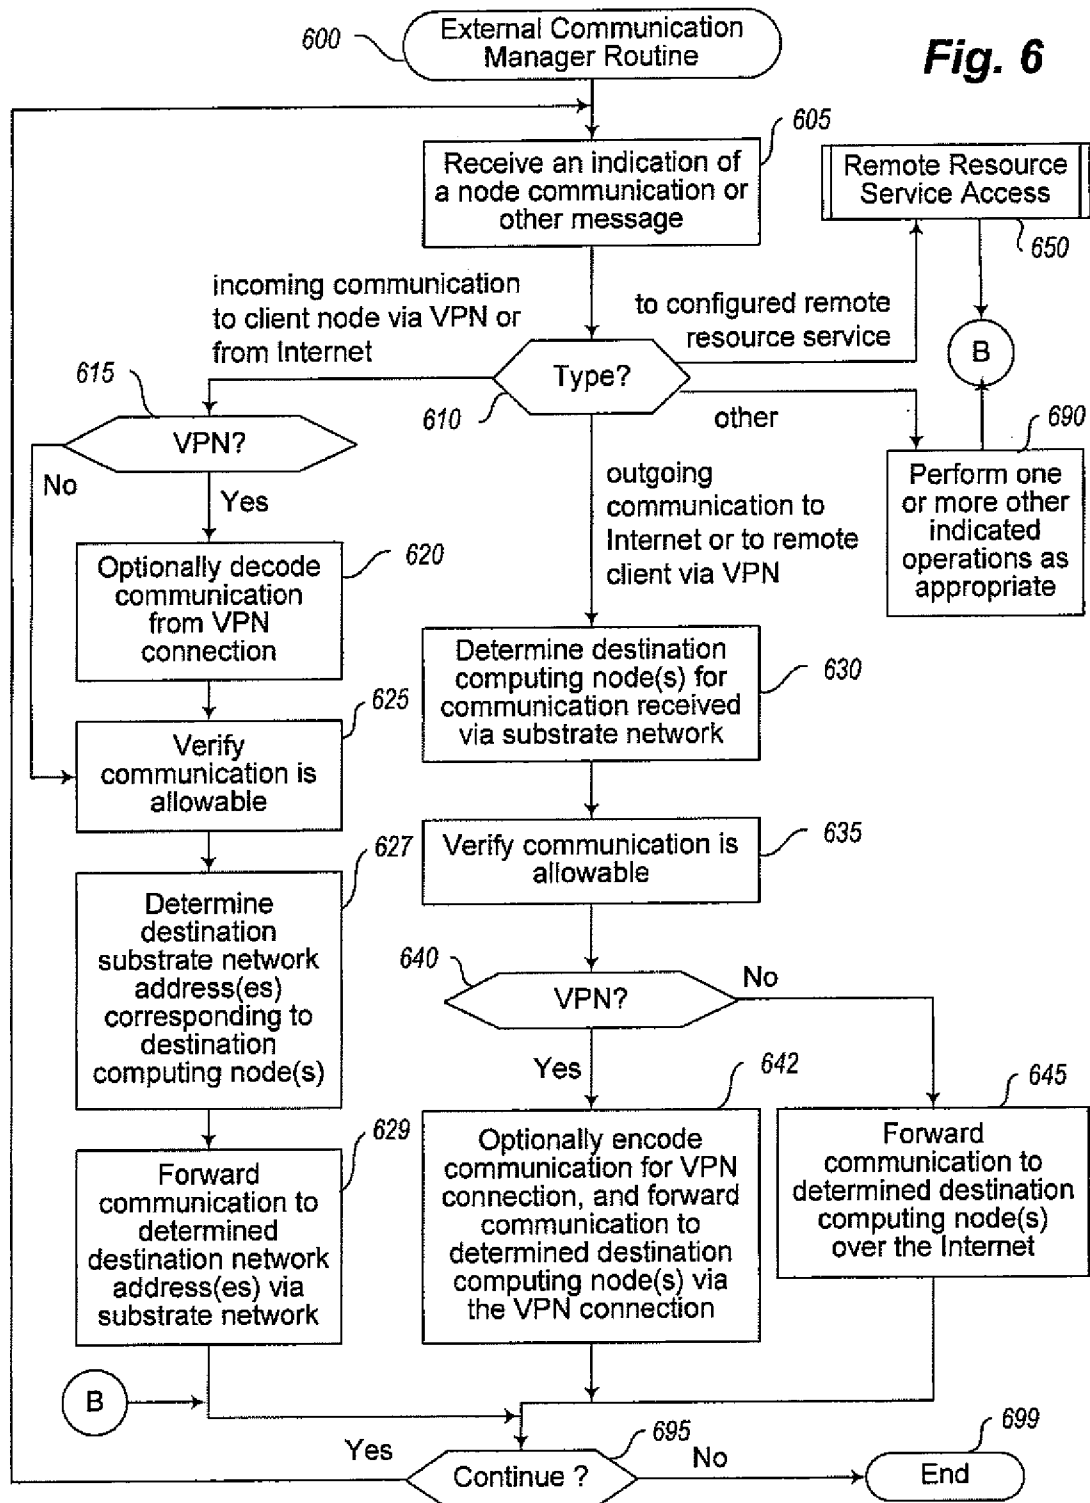 600
External Communication
Manager Routine
Fig. 6
605
Receive an indication of
a node communication or
other message
Remote Resource
Service Access
650
incoming communication
to client node via VPN or
from Internet
to configured remote
resource service
B
615
Type?
610
other
690
VPN?
No
Yes
outgoing
communication to
Internet or to remote
client via VPN
Perform one
or more other
indicated
operations as
appropriate
620
Optionally decode
communication
from VPN
connection
625
Verify
communication is
allowable
Determine destination
computing node(s) for
communication received
via substrate network
630
627
Determine
destination
substrate network
address(es)
corresponding to
destination
computing node(s)
Verify communication is
allowable
635
640
VPN?
No
Yes
629
Forward
communication to
determined
destination network
address(es) via
substrate network
642
Optionally encode
communication for VPN
connection, and forward
communication to
determined destination
computing node(s) via
the VPN connection
645
Forward
communication to
determined destination
computing node(s)
over the Internet
B
Yes
695
Continue ?
No
699
End